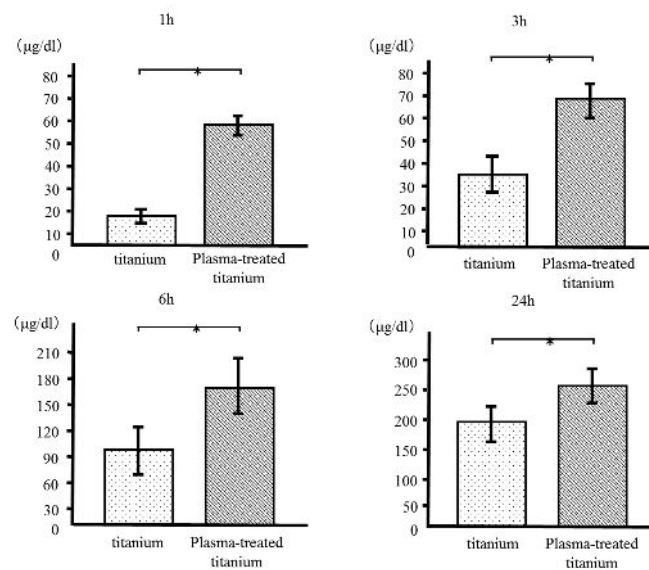 1h
(μg/dl)
*
80
70
60
50
40
30
20
10
0
titanium
Plasma-treated
titanium
3h
(μg/dl)
*
80
70
60
50
40
30
20
10
0
titanium
Plasma-treated
titanium
6h
(μg/dl)
*
210
180
150
120
90
60
30
0
titanium
Plasma-treated
titanium
24h
(μg/dl)
*
300
250
200
150
100
50
0
titanium
Plasma-treated
titanium